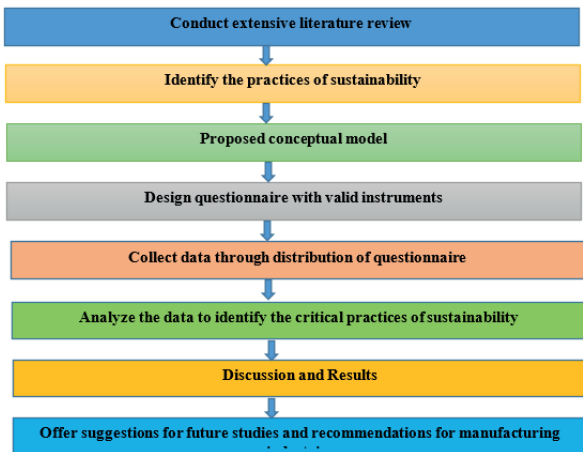 Conduct extensive literature review
Identify the practices of sustainability
Proposed conceptual model
Design questionnaire with valid instruments
Collect data through distribution of questionnaire
Analyze the data to identify the critical practices of sustainability
Discussion and Results
Offer suggestions for future studies and recommendations for manufacturing